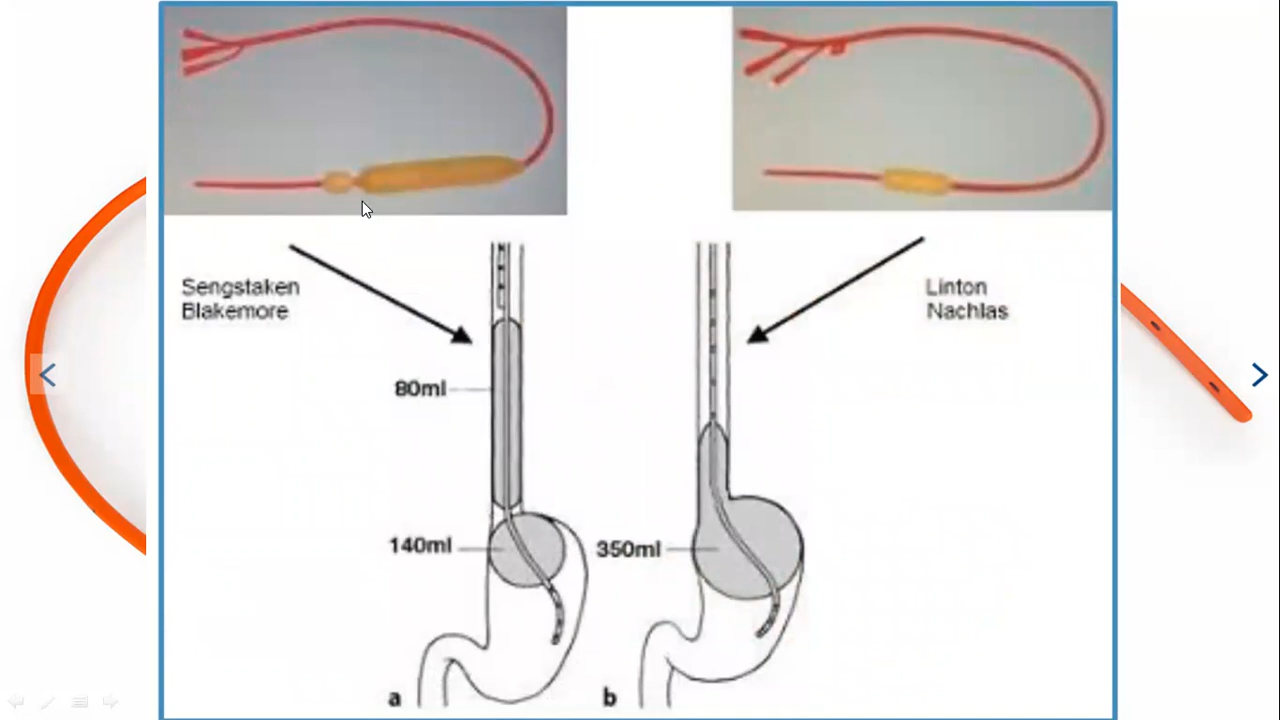 Sengstaken
Blakemore
Linton
Nachlas
80ml
140ml
350ml
a
b